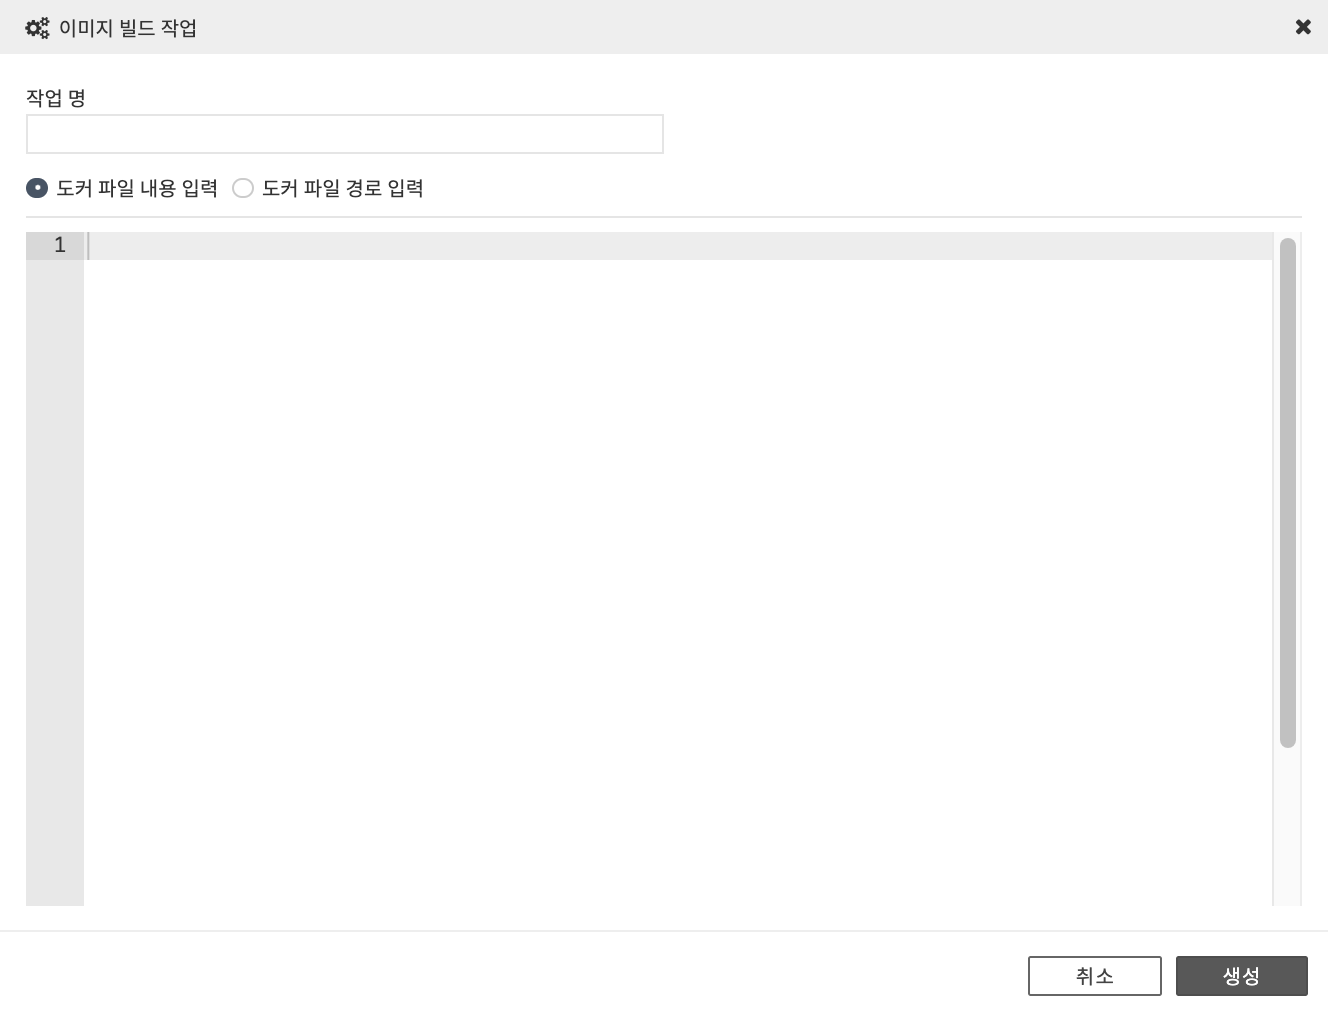 이미지 빌드 작업
작업 명
도커 파일 내용 입력 도커 파일 경로 입력
1
취소 생성